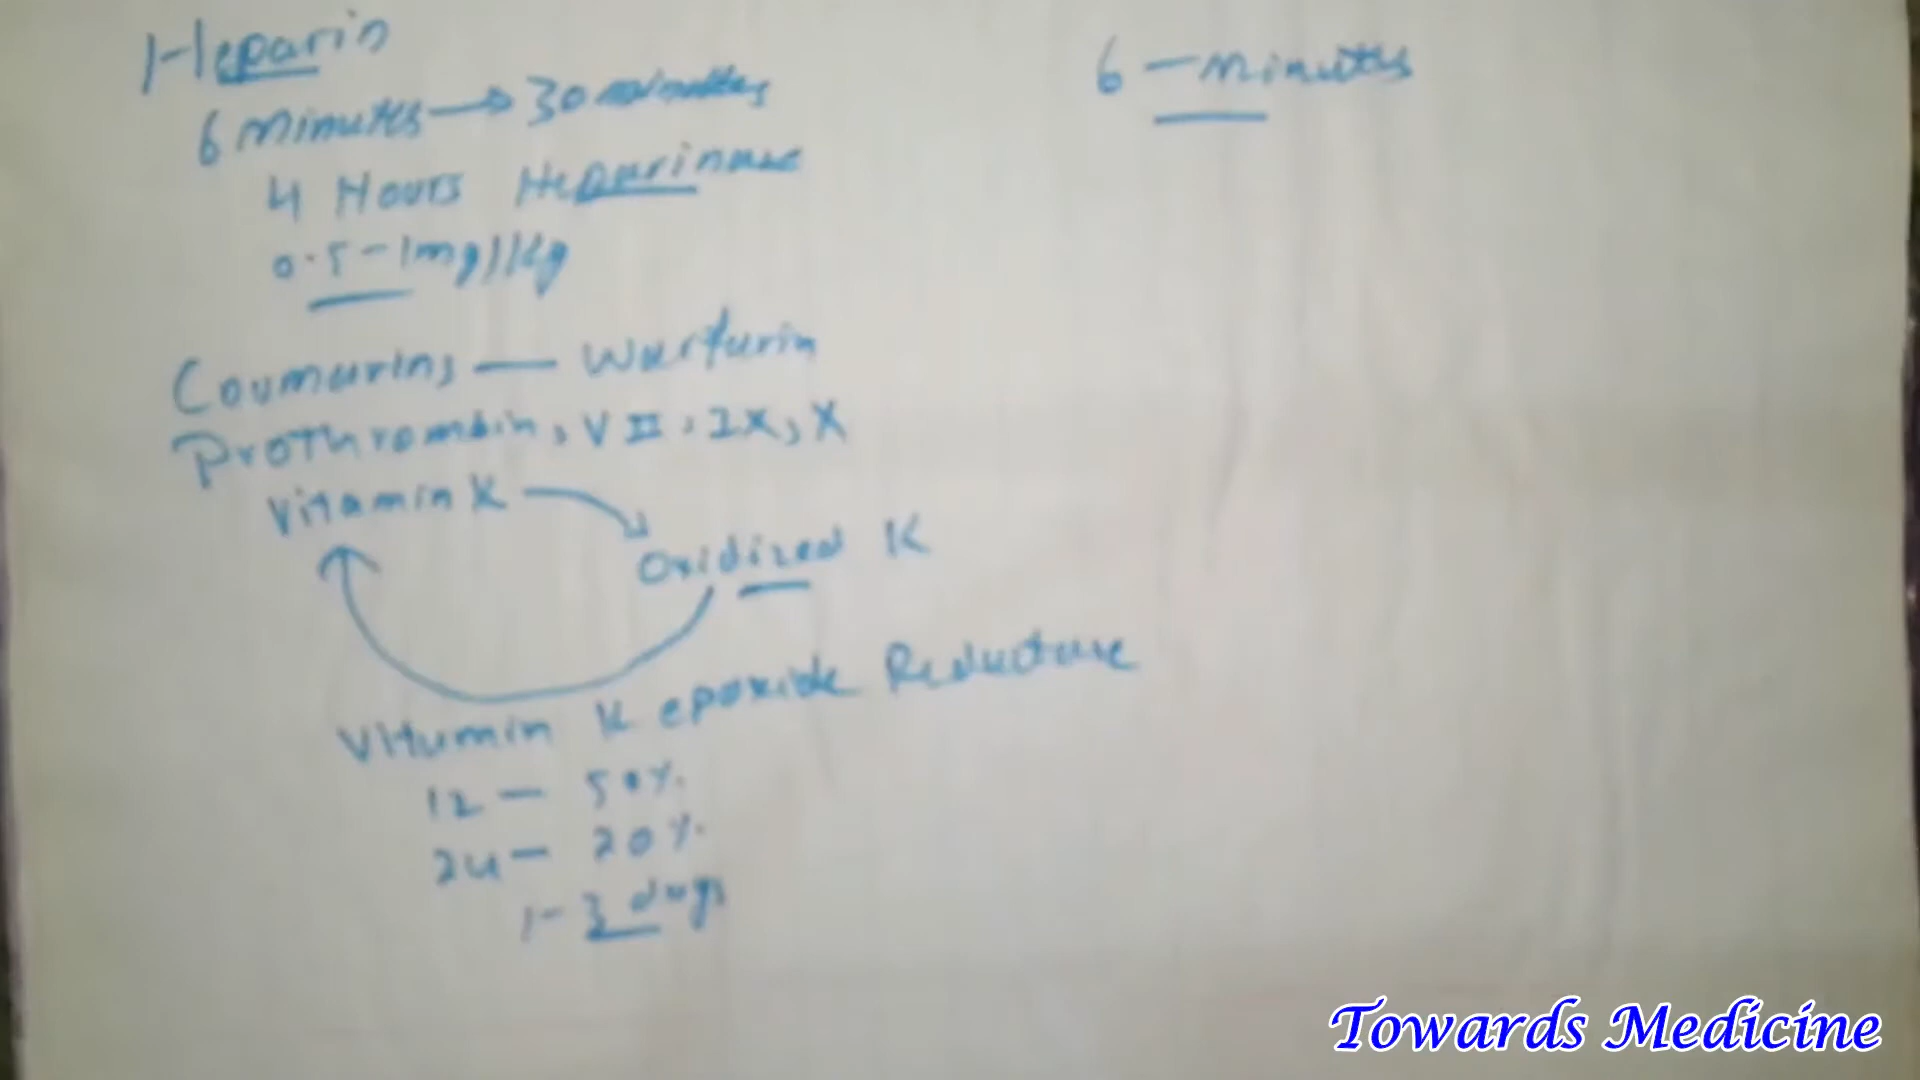 Heparin
6 minutes → 30 minutes
4 Hours Heparinase
0.5-1mg/Kg
Coumarins — Warfarin
Prothrombin, VII, IX, X
Vitamin K
Oxidized K
Vitamin K epoxide Reductase
12 — 50%
24 — 20%
1-3 days
6 — minutes
Towards Medicine